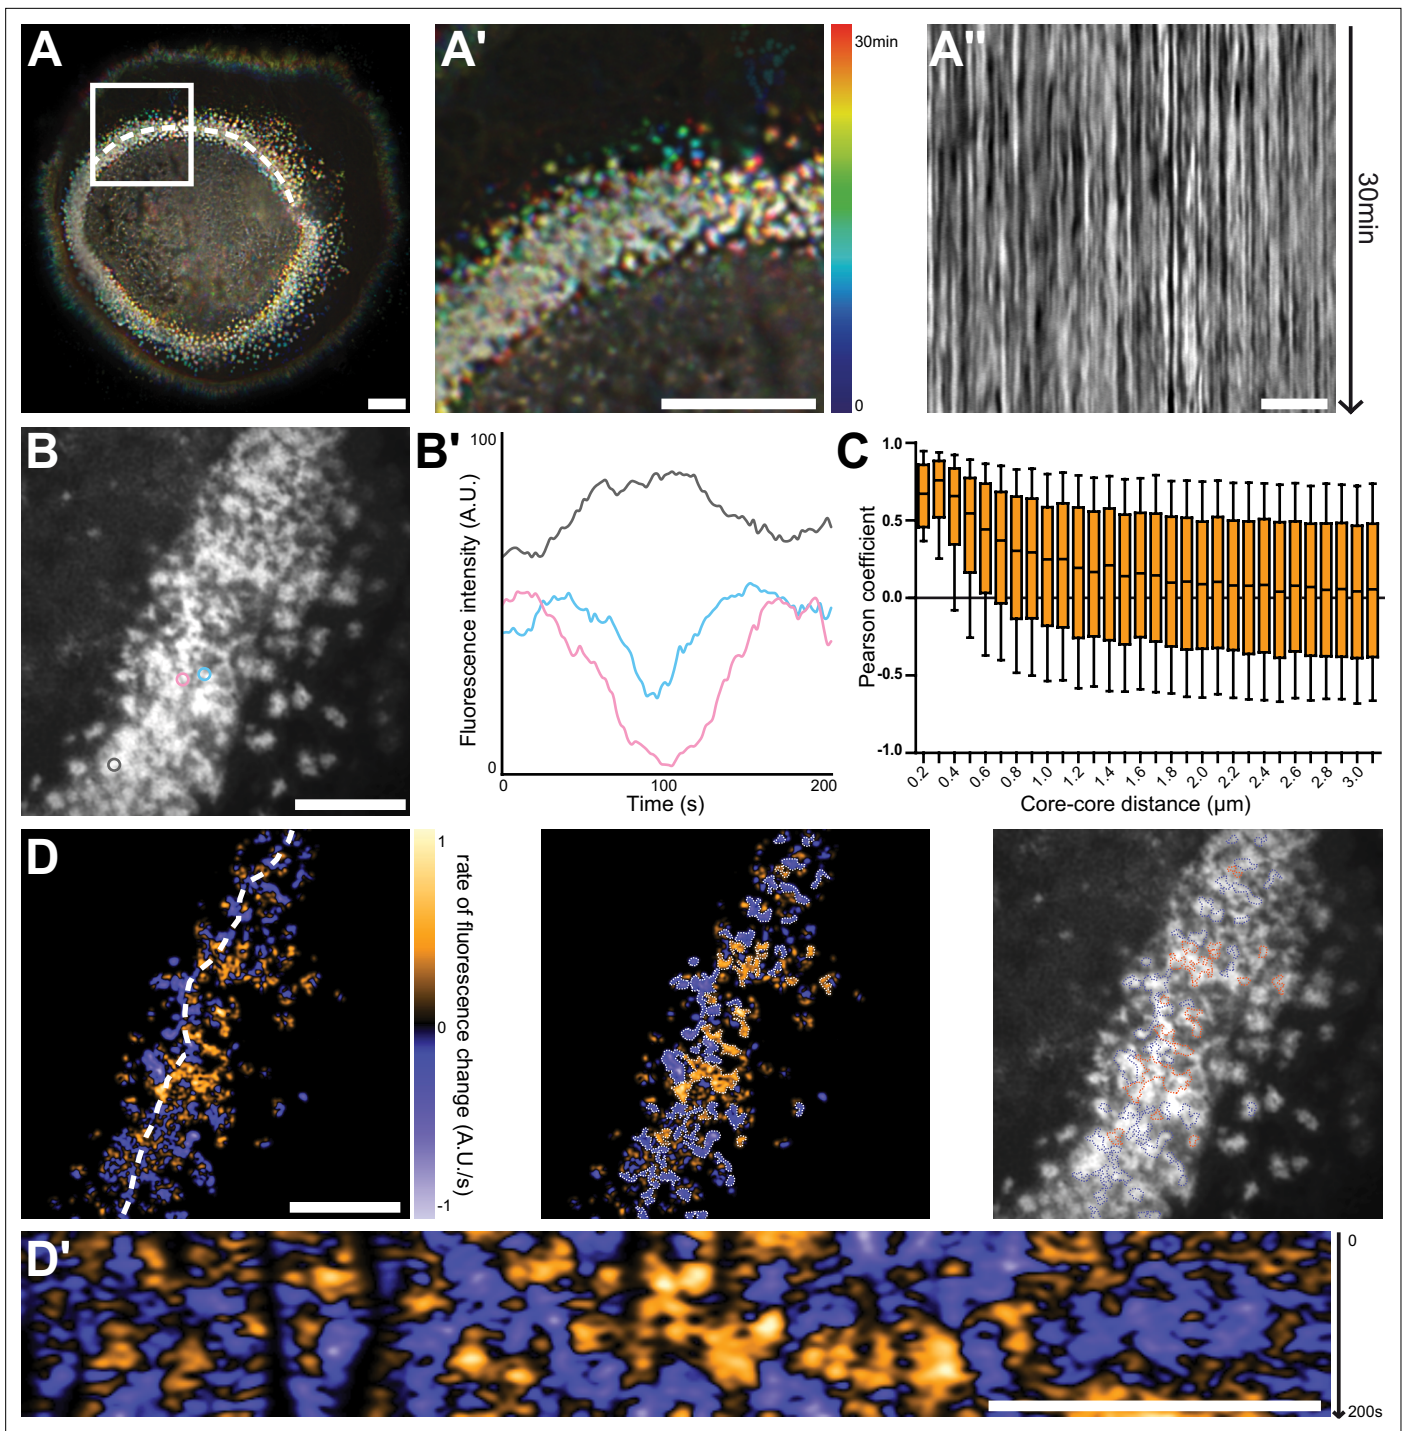 A
A'
30min
0
A"
30min
B
B'
100
Fluorescence intensity (A.U.)
0
0
100
200
Time (s)
C
1.0
0.5
0.0
-0.5
-1.0
Pearson coefficient
0.2
0.4
0.6
0.8
1.0
1.2
1.4
1.6
1.8
2.0
2.2
2.4
2.6
2.8
3.0
Core-core distance (µm)
D
1
0
-1
rate of fluorescence change (A.U./s)
D'
0
200s